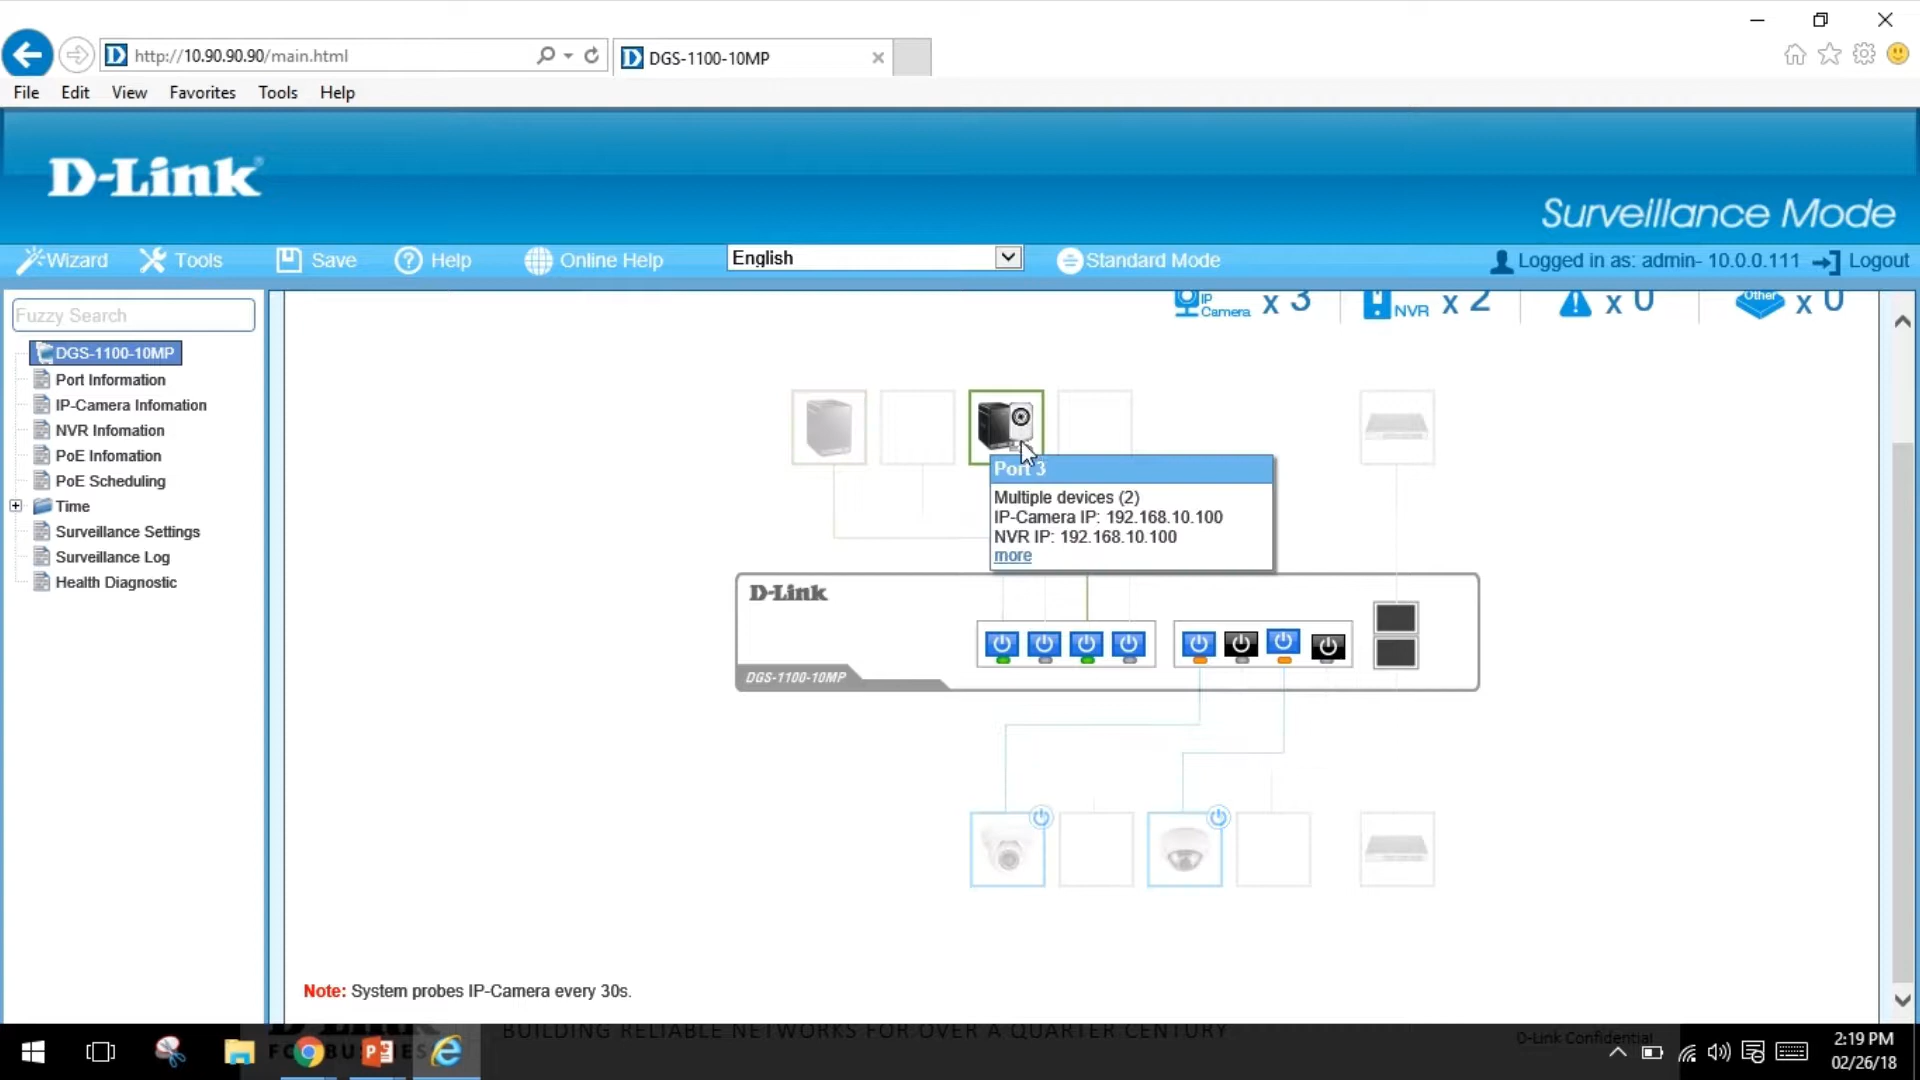 http://10.90.90.90/main.html
DGS-1100-10MP
File Edit View Favorites Tools Help
D-Link
Surveillance Mode
Wizard Tools Save Help Online Help English Standard Mode Logged in as: admin- 10.0.0.111 Logout
Fuzzy Search
DGS-1100-10MP
Port Information
IP-Camera Infomation
NVR Infomation
PoE Infomation
PoE Scheduling
Time
Surveillance Settings
Surveillance Log
Health Diagnostic
IP Camera x 3 NVR x 2 x 0 Other x 0
Port 3
Multiple devices (2)
IP-Camera IP: 192.168.10.100
NVR IP: 192.168.10.100
more
D-Link
DGS-1100-10MP
Note: System probes IP-Camera every 30s.
D-Link
BUILDING RELIABLE NETWORKS FOR OVER A QUARTER CENTURY
D-Link Confidential
2:19 PM
02/26/18